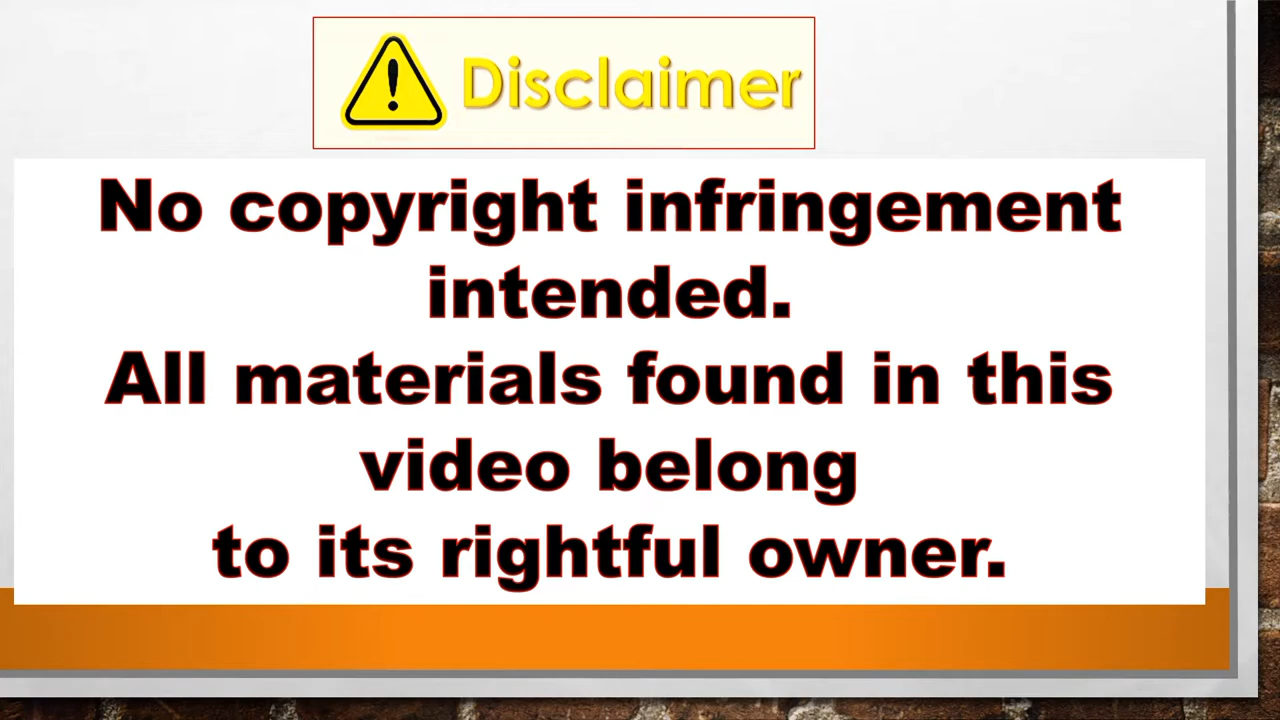 Disclaimer
No copyright infringement
intended.
All materials found in this
video belong
to its rightful owner.